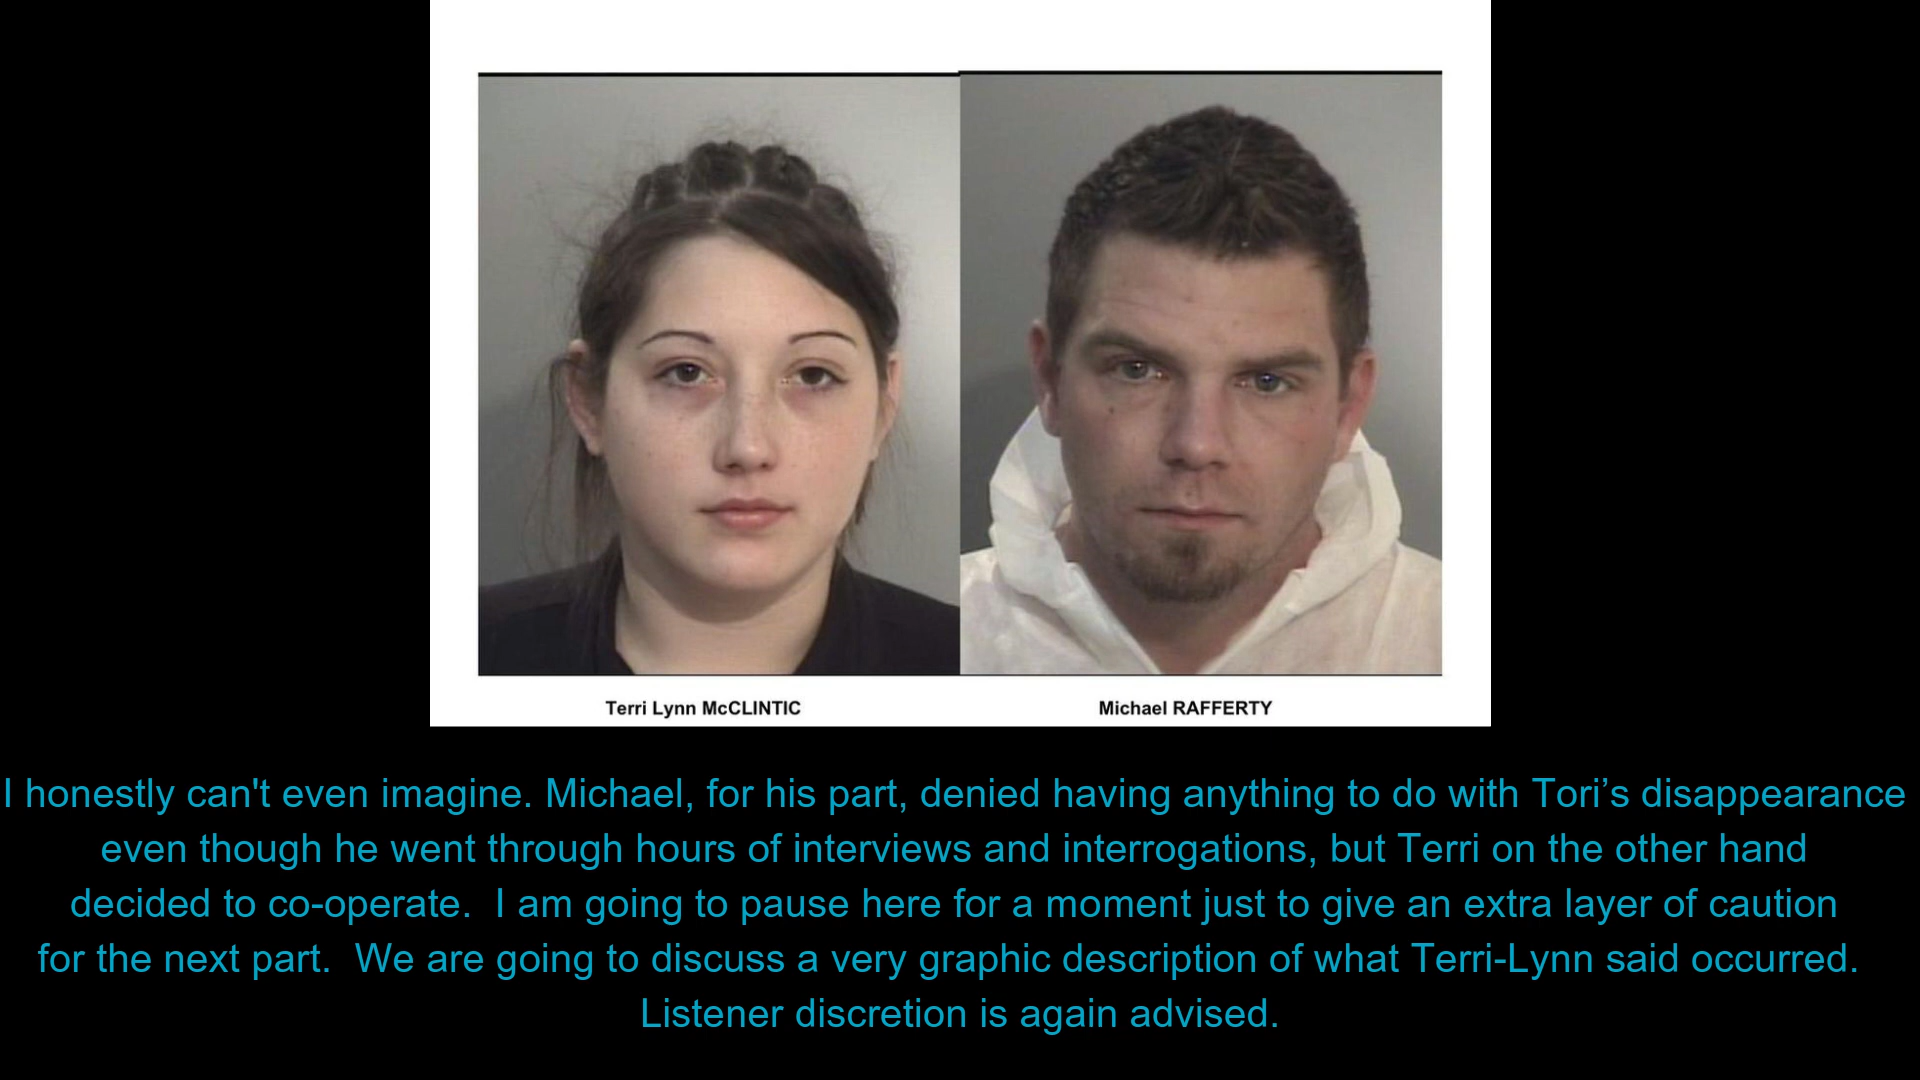 Terri Lynn McCLINTIC
Michael RAFFERTY
I honestly can't even imagine. Michael, for his part, denied having anything to do with Tori’s disappearance
even though he went through hours of interviews and interrogations, but Terri on the other hand
decided to co-operate.  I am going to pause here for a moment just to give an extra layer of caution
for the next part.  We are going to discuss a very graphic description of what Terri-Lynn said occurred.
Listener discretion is again advised.